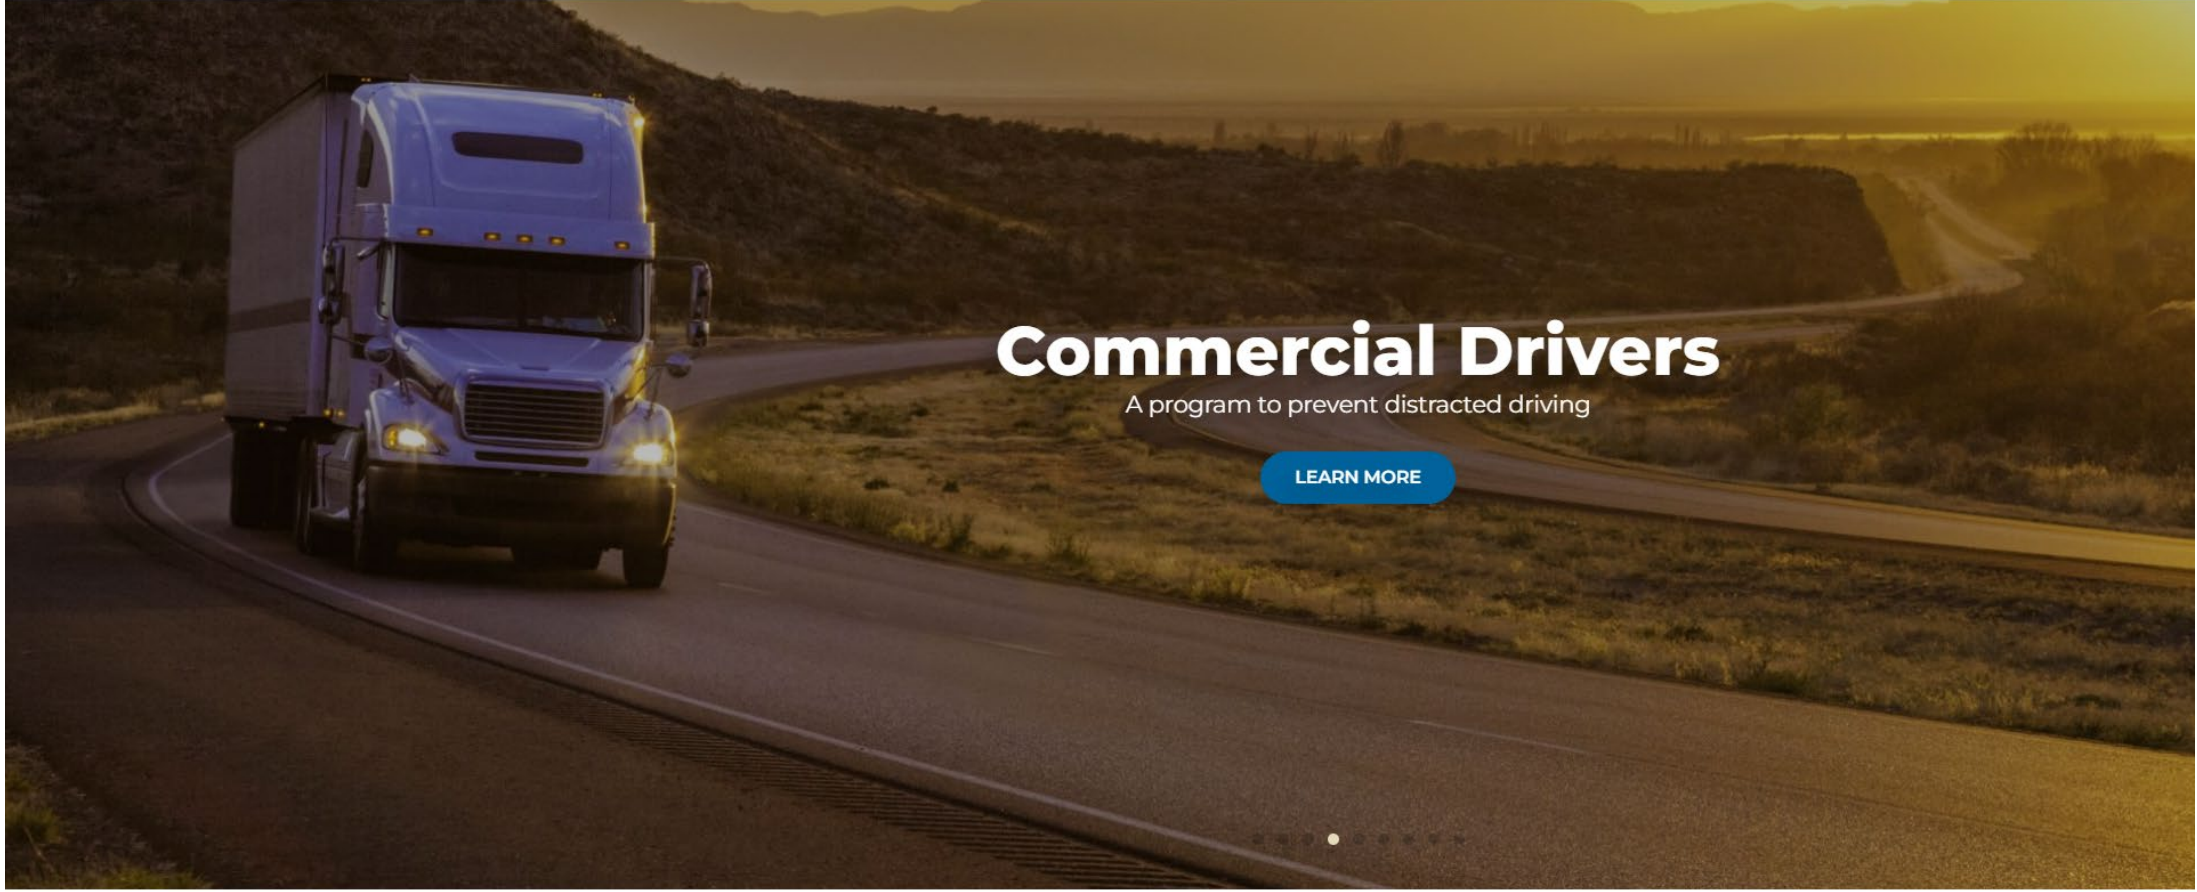 Commercial Drivers
A program to prevent distracted driving
LEARN MORE